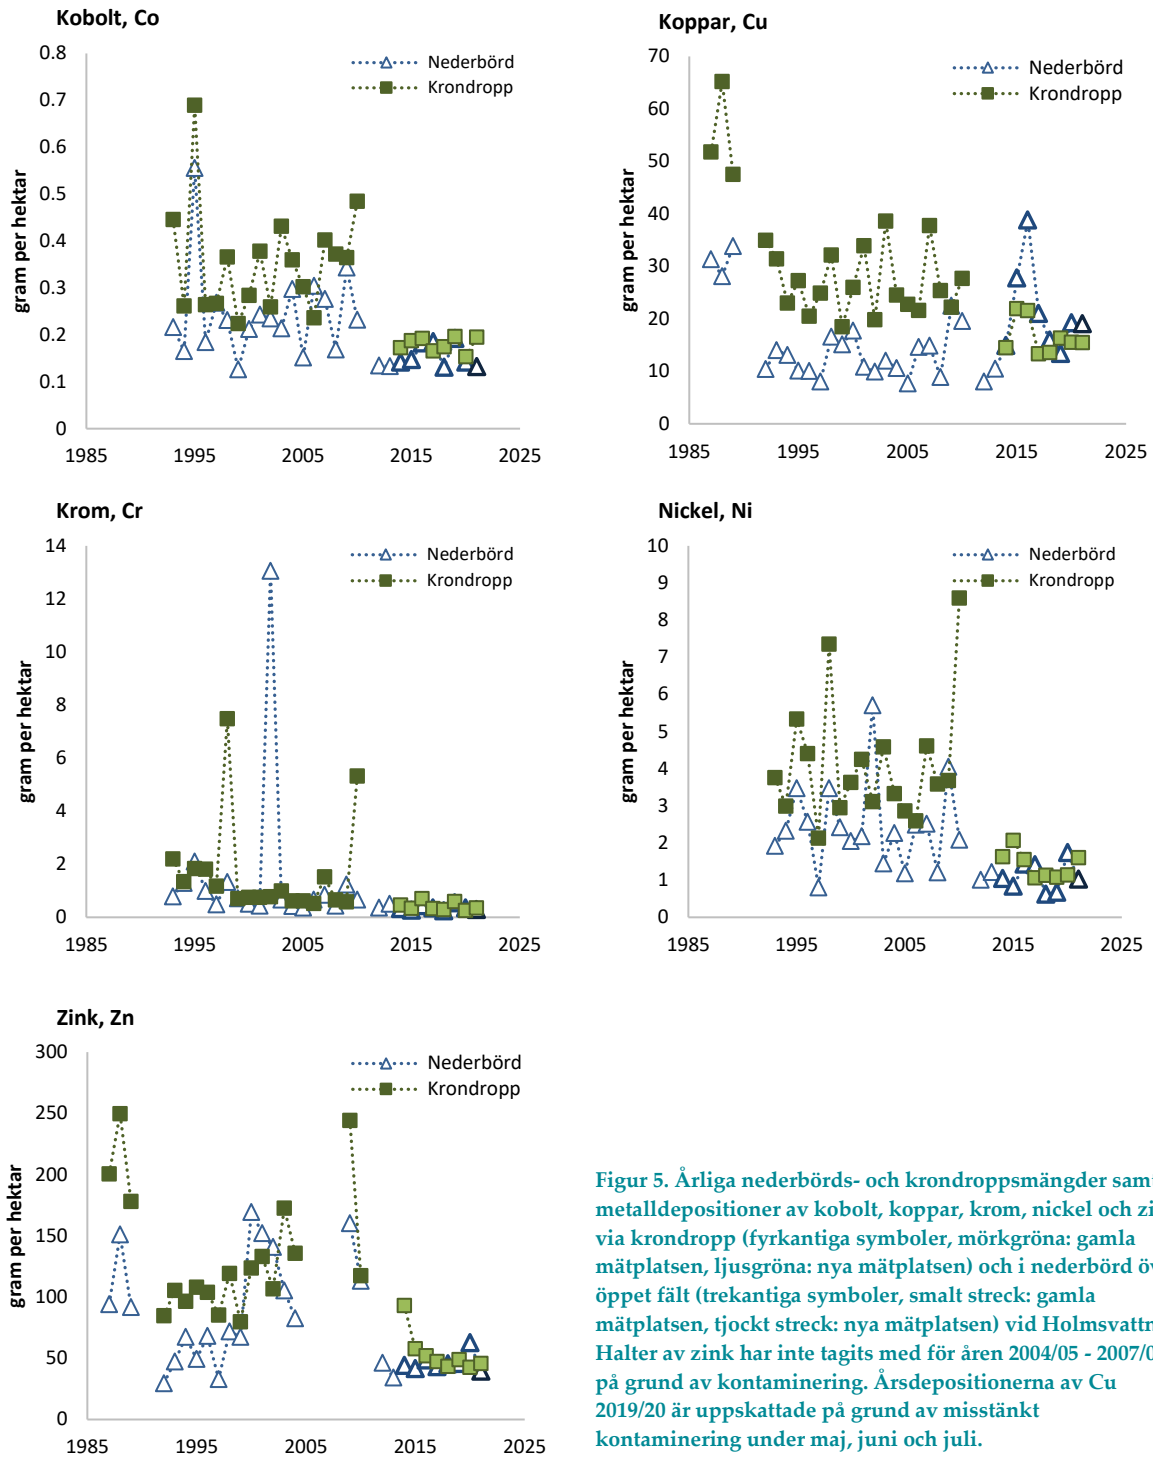 Kobolt, Co
gram per hektar
0.8
0.7
0.6
0.5
0.4
0.3
0.2
0.1
0
1985 1995 2005 2015 2025
Nederbörd
Krondropp
Koppar, Cu
gram per hektar
70
60
50
40
30
20
10
0
1985 1995 2005 2015 2025
Nederbörd
Krondropp
Krom, Cr
gram per hektar
14
12
10
8
6
4
2
0
1985 1995 2005 2015 2025
Nederbörd
Krondropp
Nickel, Ni
gram per hektar
10
9
8
7
6
5
4
3
2
1
0
1985 1995 2005 2015 2025
Nederbörd
Krondropp
Zink, Zn
gram per hektar
300
250
200
150
100
50
0
1985 1995 2005 2015 2025
Nederbörd
Krondropp
Figur 5. Årliga nederbörds- och krondroppsmängder
metalldepositioner av kobolt, koppar, krom, nickel och
via krondropp (fyrkantiga symboler, mörkgröna: gamla
mätplatsen, ljusgröna: nya mätplatsen) och i nederbörd
öppet fält (trekantiga symboler, smalt streck: gamla
mätplatsen, tjockt streck: nya mätplatsen) vid
Halter av zink har inte tagits med för åren 2004/05 -
på grund av kontaminering. Årsdepositionerna av Cu
2019/20 är uppskattade på grund av misstänkt
kontaminering under maj, juni och juli.